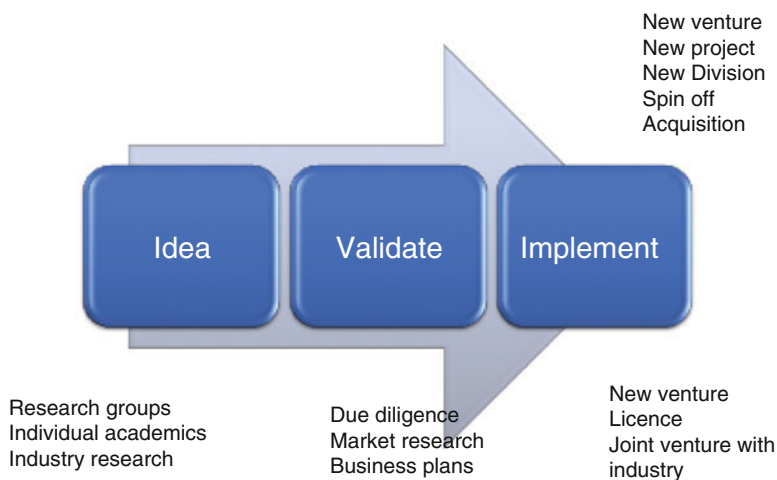 New venture
New project
New Division
Spin off
Acquisition
Idea
Validate
Implement
Research groups
Individual academics
Industry research
Due diligence
Market research
Business plans
New venture
Licence
Joint venture with
industry